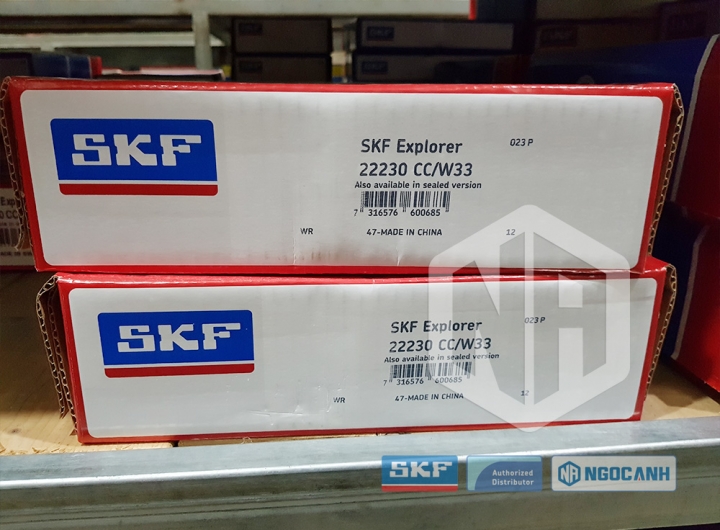 SKF
SKF Explorer
023 P
22230 CC/W33
Also available in sealed version
7 316576 600685
WR
47-MADE IN CHINA
12
SKF
SKF Explorer
023 P
22230 CC/W33
Also available in sealed version
7 316576 600685
WR
47-MADE IN CHINA
12
SKF
Authorized
Distributor
NGOCANH